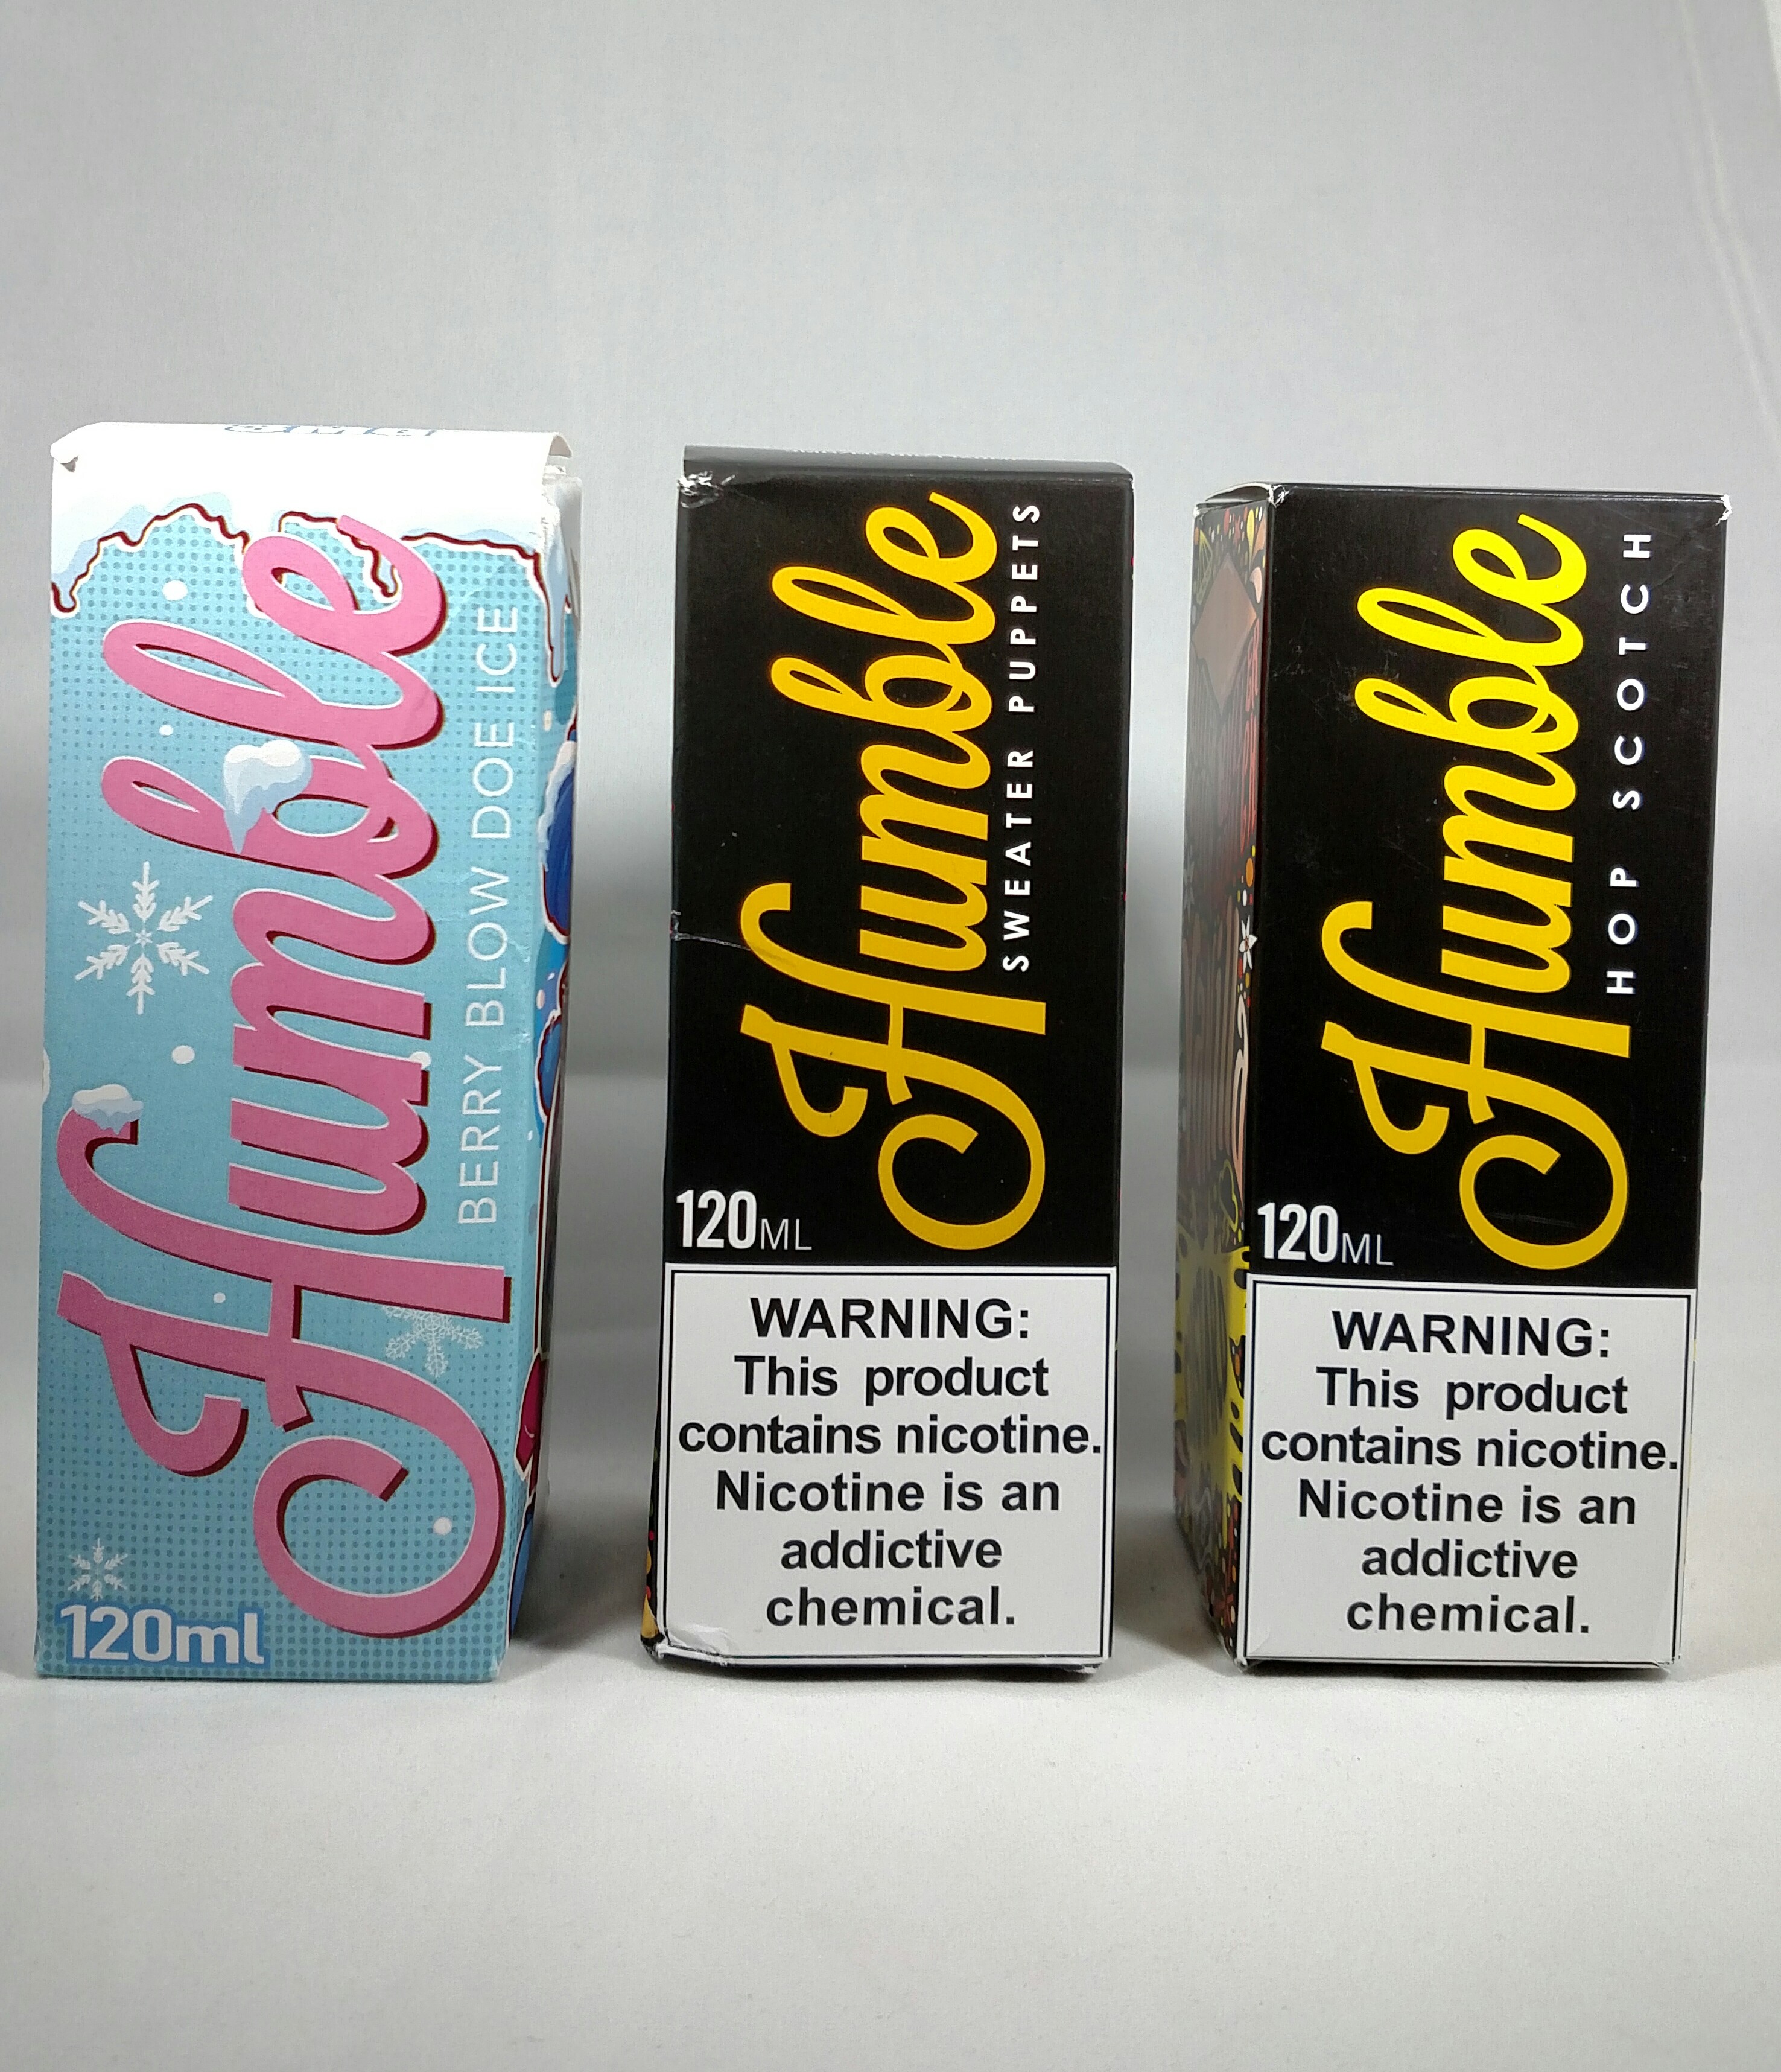 Humble
BERRY BLOW DOE ICE
120ml
Humble
SWEATER PUPPETS
120ML
WARNING:
This product
contains nicotine.
Nicotine is an
addictive
chemical.
Humble
HOP SCOTCH
120ML
WARNING:
This product
contains nicotine.
Nicotine is an
addictive
chemical.